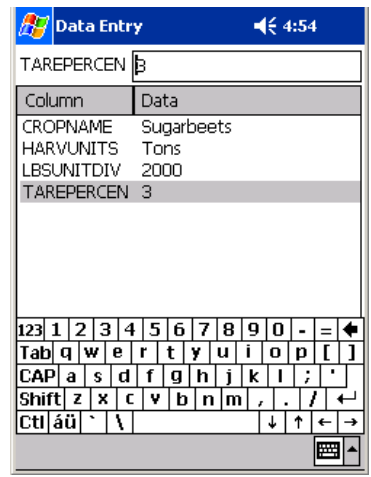 Data Entry 4:54
TAREPERCEN 3
Column Data
CROPNAME Sugarbeets
HARVUNITS Tons
LBSUNITDIV 2000
TAREPERCEN 3
123 1 2 3 4 5 6 7 8 9 0 - = 🡸
Tab q w e r t y u i o p [ ]
CAP a s d f g h j k l ; '
Shift z x c v b n m , . / ↵
Ctl áü ` \ ↓ ↑ ← →